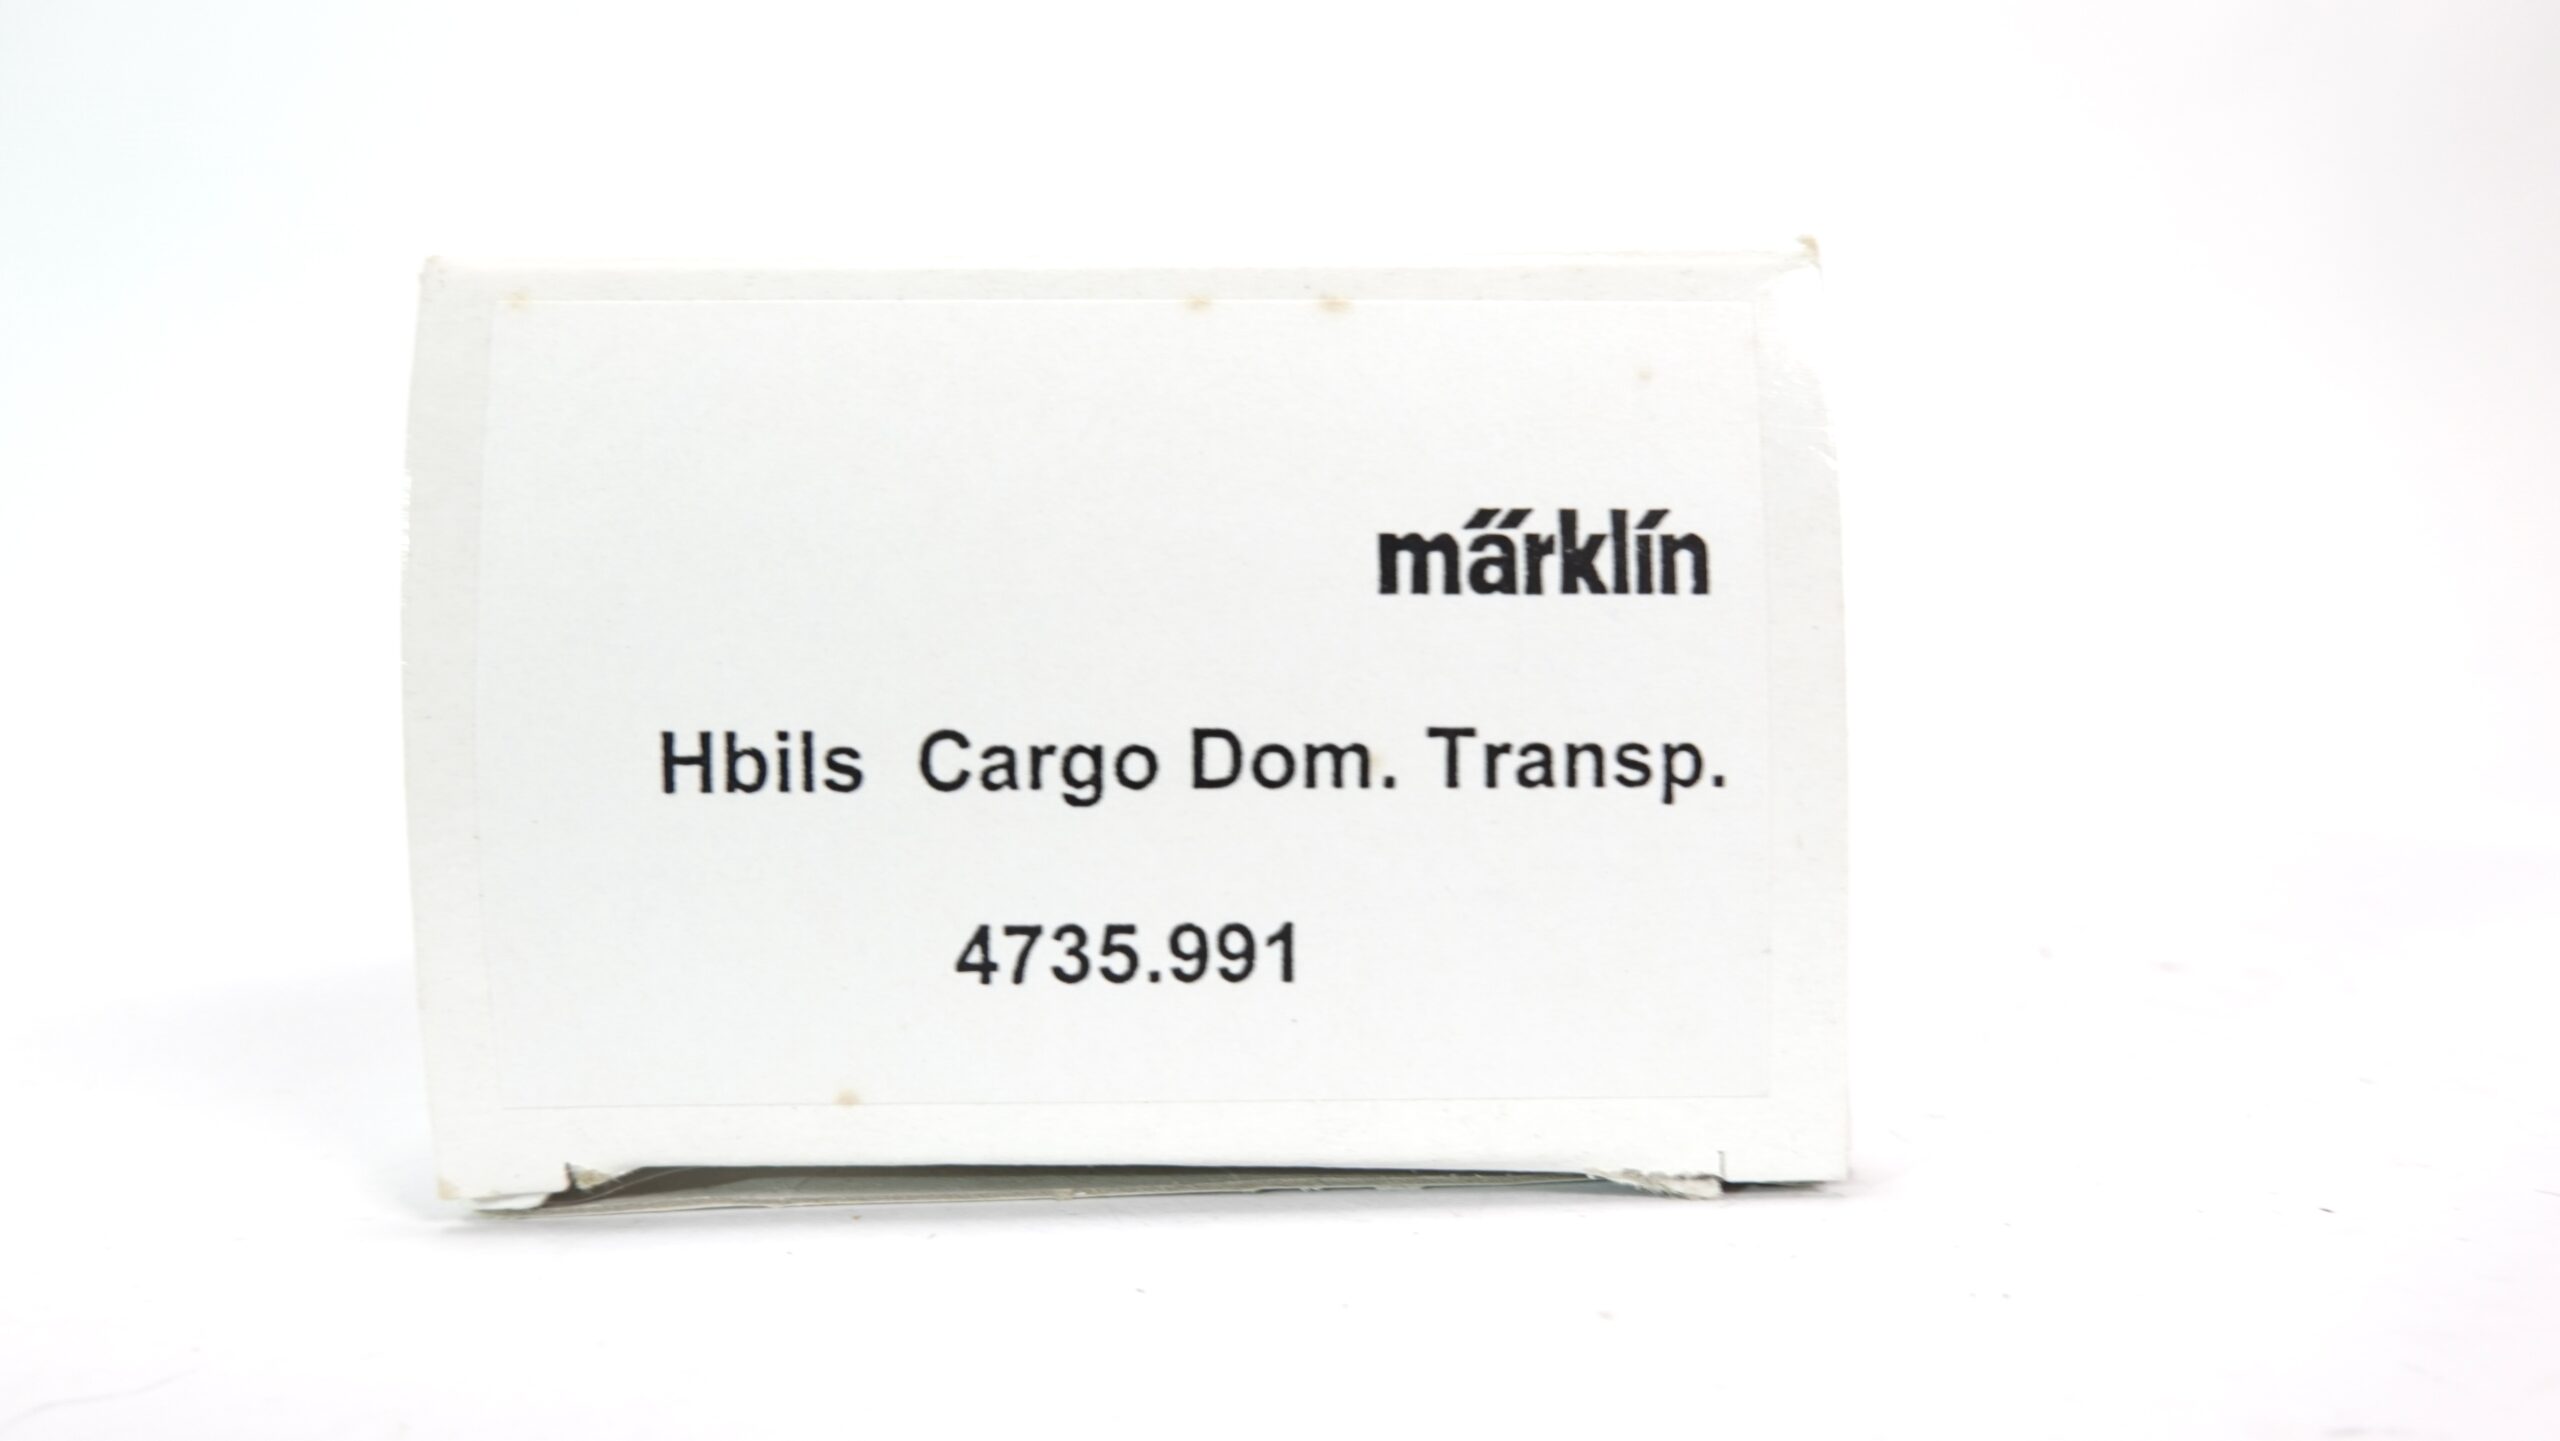 märklin
Hbils Cargo Dom. Transp.
4735.991